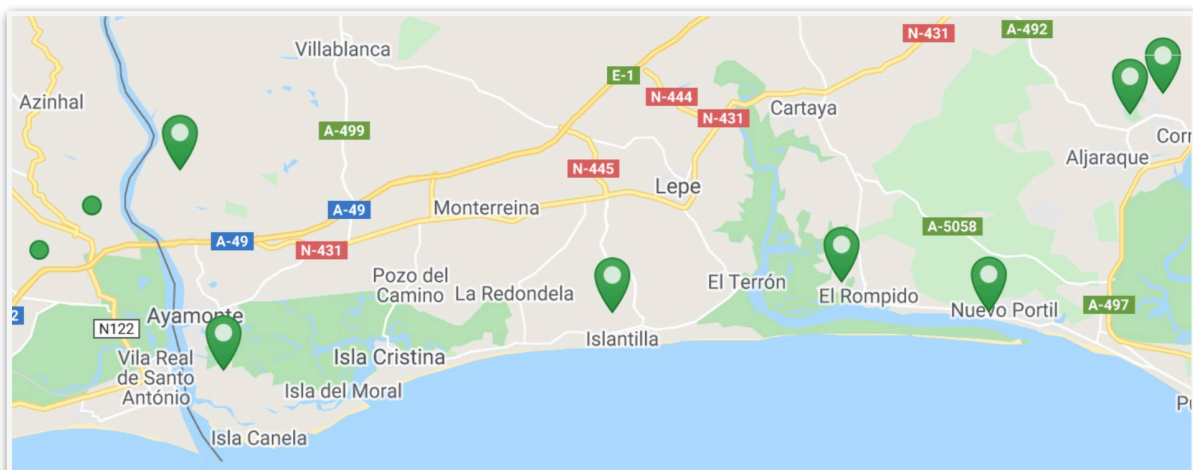 N-431
A-492
Villablanca
E-1
Azinhal
N-444
Cartaya
N-431
A-499
Corr
Aljaraque
N-445
Lepe
Monterreina
A-49
A-49
N-431
A-5058
Pozo del
Camino
La Redondela
El Terrón
El Rompido
Nuevo Portil
A-497
2
N122
Ayamonte
Islantilla
Vila Real
de Santo
António
Isla Cristina
Isla del Moral
Pu
Isla Canela